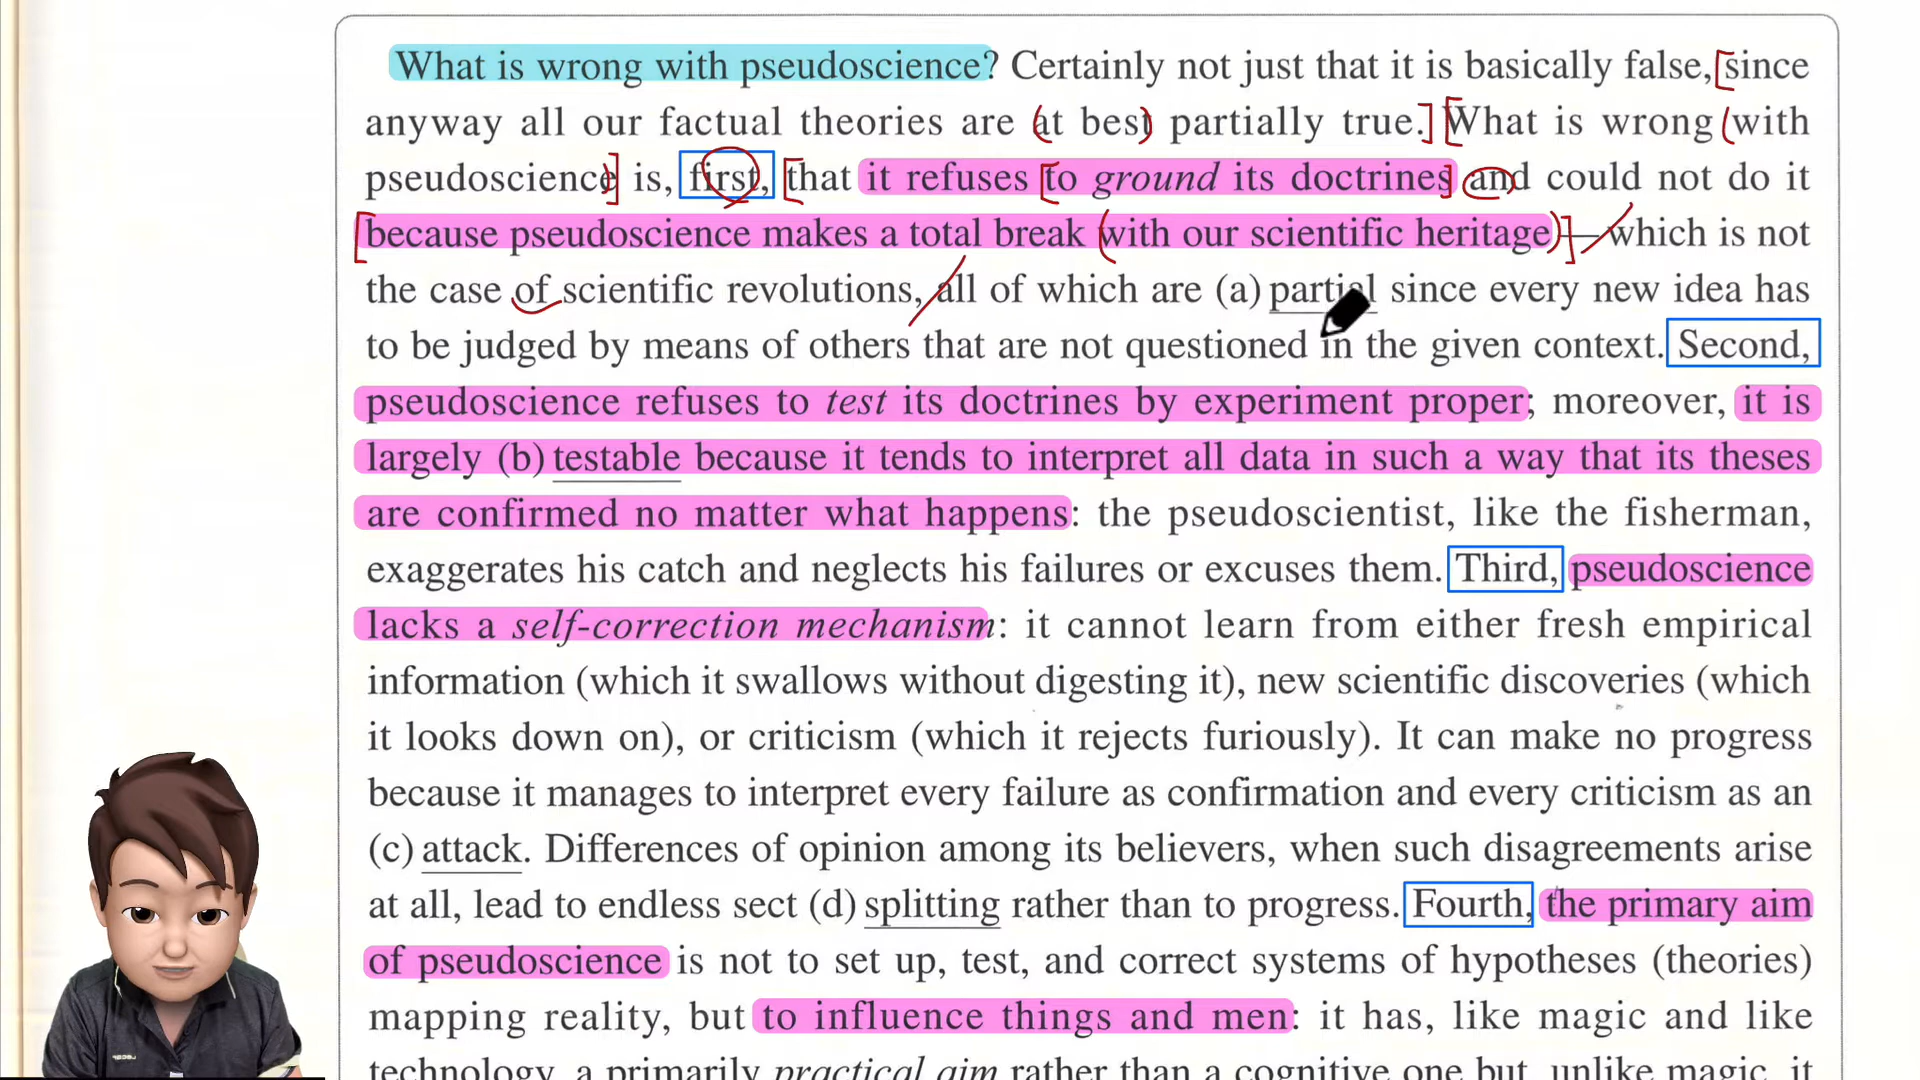 What is wrong with pseudoscience? Certainly not just that it is basically false, since
anyway all our factual theories are at best partially true. What is wrong with
pseudoscience is, first, that it refuses to ground its doctrines and could not do it
because pseudoscience makes a total break with our scientific heritage — which is not
the case of scientific revolutions, all of which are (a) partial since every new idea has
to be judged by means of others that are not questioned in the given context. Second,
pseudoscience refuses to test its doctrines by experiment proper; moreover, it is
largely (b) testable because it tends to interpret all data in such a way that its theses
are confirmed no matter what happens: the pseudoscientist, like the fisherman,
exaggerates his catch and neglects his failures or excuses them. Third, pseudoscience
lacks a self-correction mechanism: it cannot learn from either fresh empirical
information (which it swallows without digesting it), new scientific discoveries (which
it looks down on), or criticism (which it rejects furiously). It can make no progress
because it manages to interpret every failure as confirmation and every criticism as an
(c) attack. Differences of opinion among its believers, when such disagreements arise
at all, lead to endless sect (d) splitting rather than to progress. Fourth, the primary aim
of pseudoscience is not to set up, test, and correct systems of hypotheses (theories)
mapping reality, but to influence things and men: it has, like magic and like
technology, a primarily practical aim rather than a cognitive one but, unlike magic, it